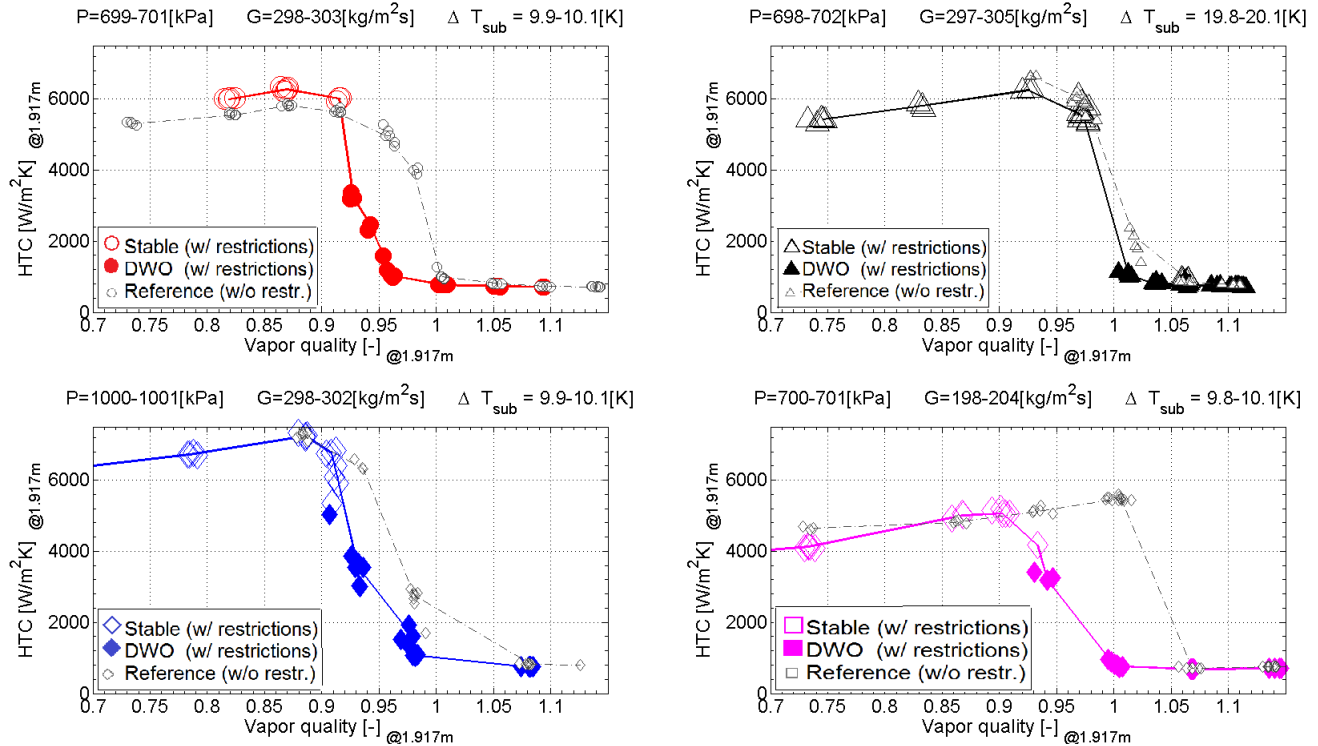 P=699-701[kPa] G=298-303[kg/m²s] Δ T_sub = 9.9-10.1[K]
HTC [W/m²K] @1.917m
6000
4000
2000
0
Stable (w/ restrictions)
DWO (w/ restrictions)
Reference (w/o restr.)
0.7 0.75 0.8 0.85 0.9 0.95 1 1.05 1.1
Vapor quality [-] @1.917m
P=698-702[kPa] G=297-305[kg/m²s] Δ T_sub = 19.8-20.1[K]
HTC [W/m²K] @1.917m
6000
4000
2000
0
Stable (w/ restrictions)
DWO (w/ restrictions)
Reference (w/o restr.)
0.7 0.75 0.8 0.85 0.9 0.95 1 1.05 1.1
Vapor quality [-] @1.917m
P=1000-1001[kPa] G=298-302[kg/m²s] Δ T_sub = 9.9-10.1[K]
HTC [W/m²K] @1.917m
6000
4000
2000
0
Stable (w/ restrictions)
DWO (w/ restrictions)
Reference (w/o restr.)
0.7 0.75 0.8 0.85 0.9 0.95 1 1.05 1.1
Vapor quality [-] @1.917m
P=700-701[kPa] G=198-204[kg/m²s] Δ T_sub = 9.8-10.1[K]
HTC [W/m²K] @1.917m
6000
4000
2000
0
Stable (w/ restrictions)
DWO (w/ restrictions)
Reference (w/o restr.)
0.7 0.75 0.8 0.85 0.9 0.95 1 1.05 1.1
Vapor quality [-] @1.917m